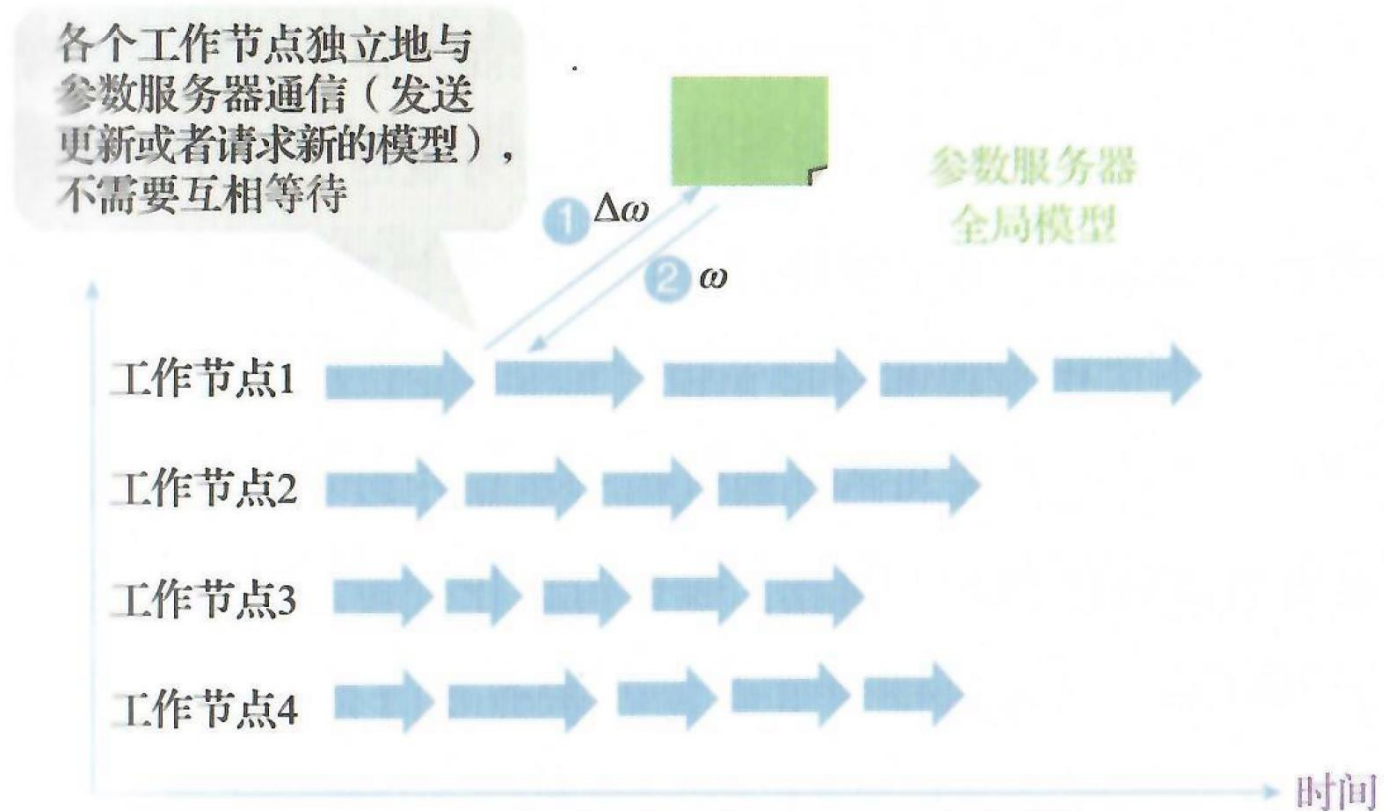 各个工作节点独立地与
参数服务器通信（发送
更新或者请求新的模型），
不需要互相等待
参数服务器
全局模型
1 Δω
2 ω
工作节点1
工作节点2
工作节点3
工作节点4
时间